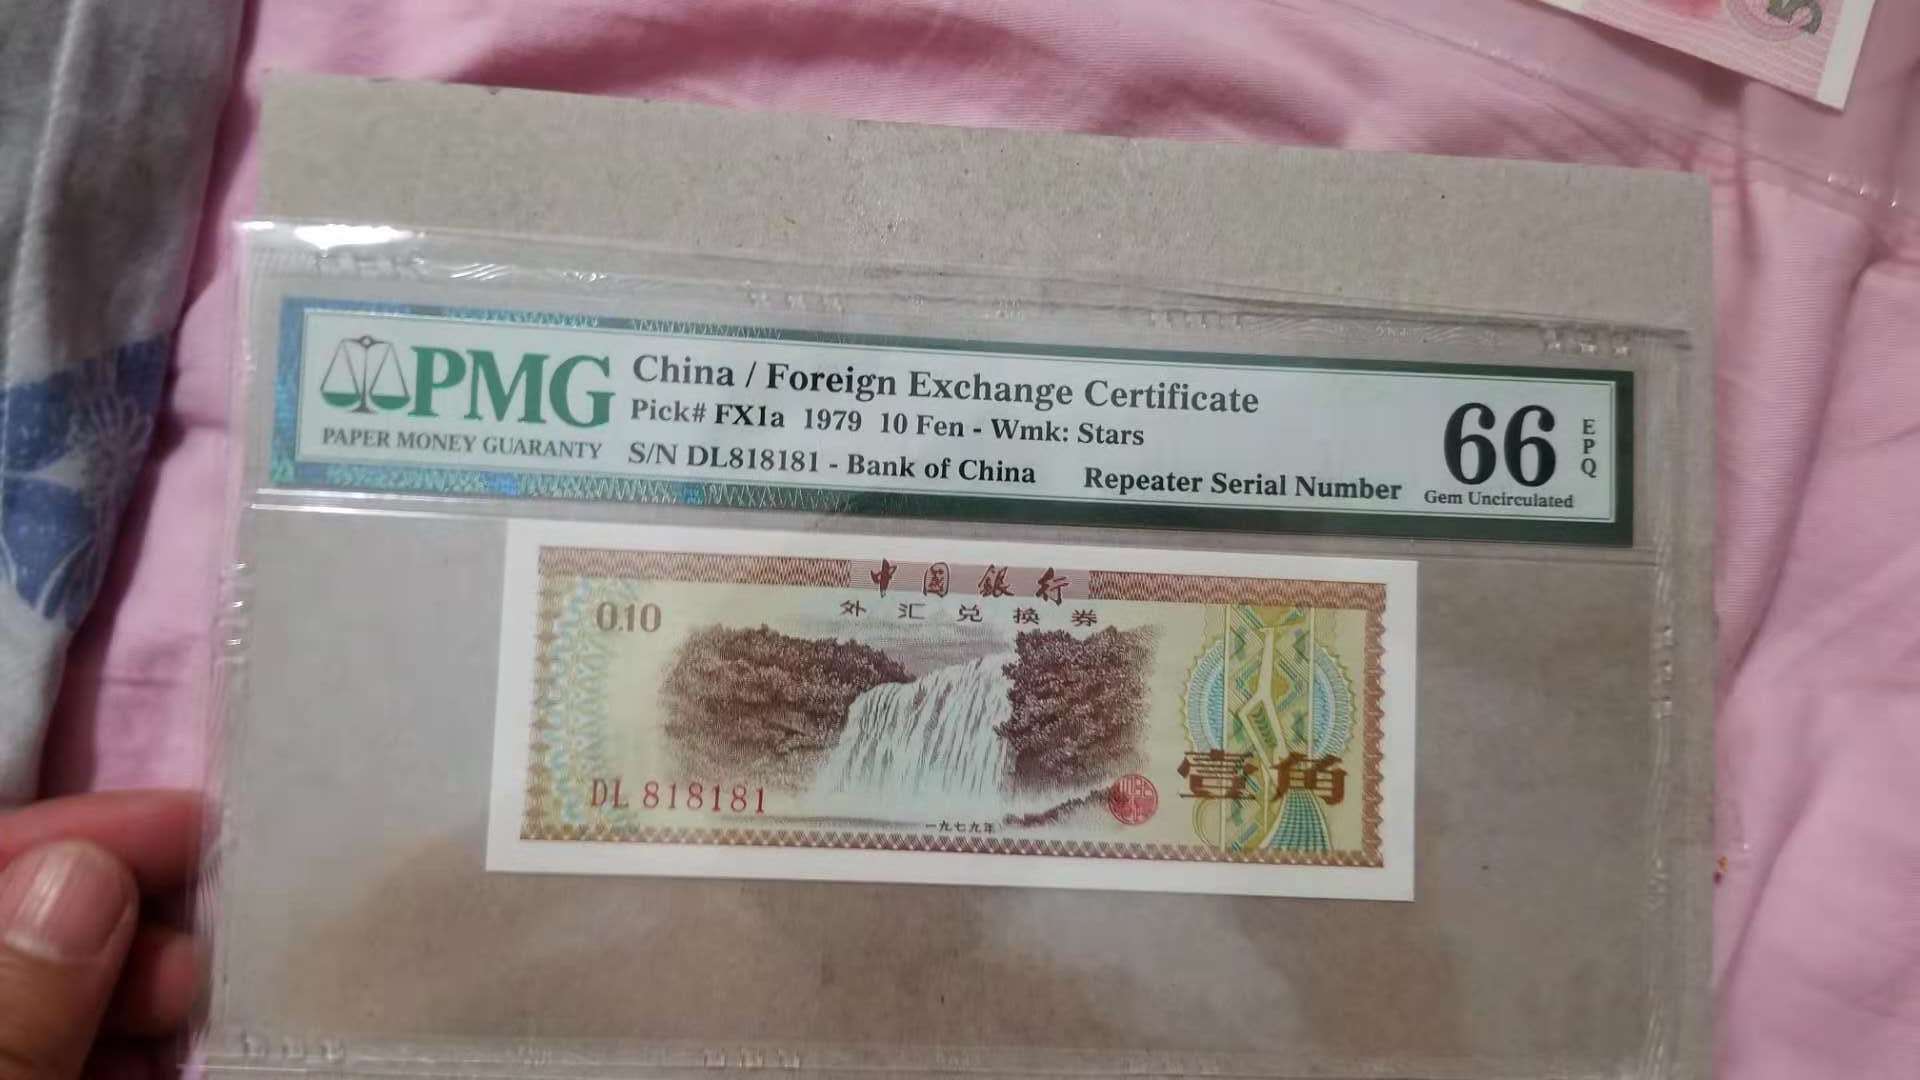 PMG
PAPER MONEY GUARANTY
China / Foreign Exchange Certificate
Pick# FX1a 1979 10 Fen - Wmk: Stars
S/N DL818181 - Bank of China
Repeater Serial Number
66
EPQ
Gem Uncirculated
中国銀行
外汇兑换券
0.10
DL 818181
壹角
一九七九年
5